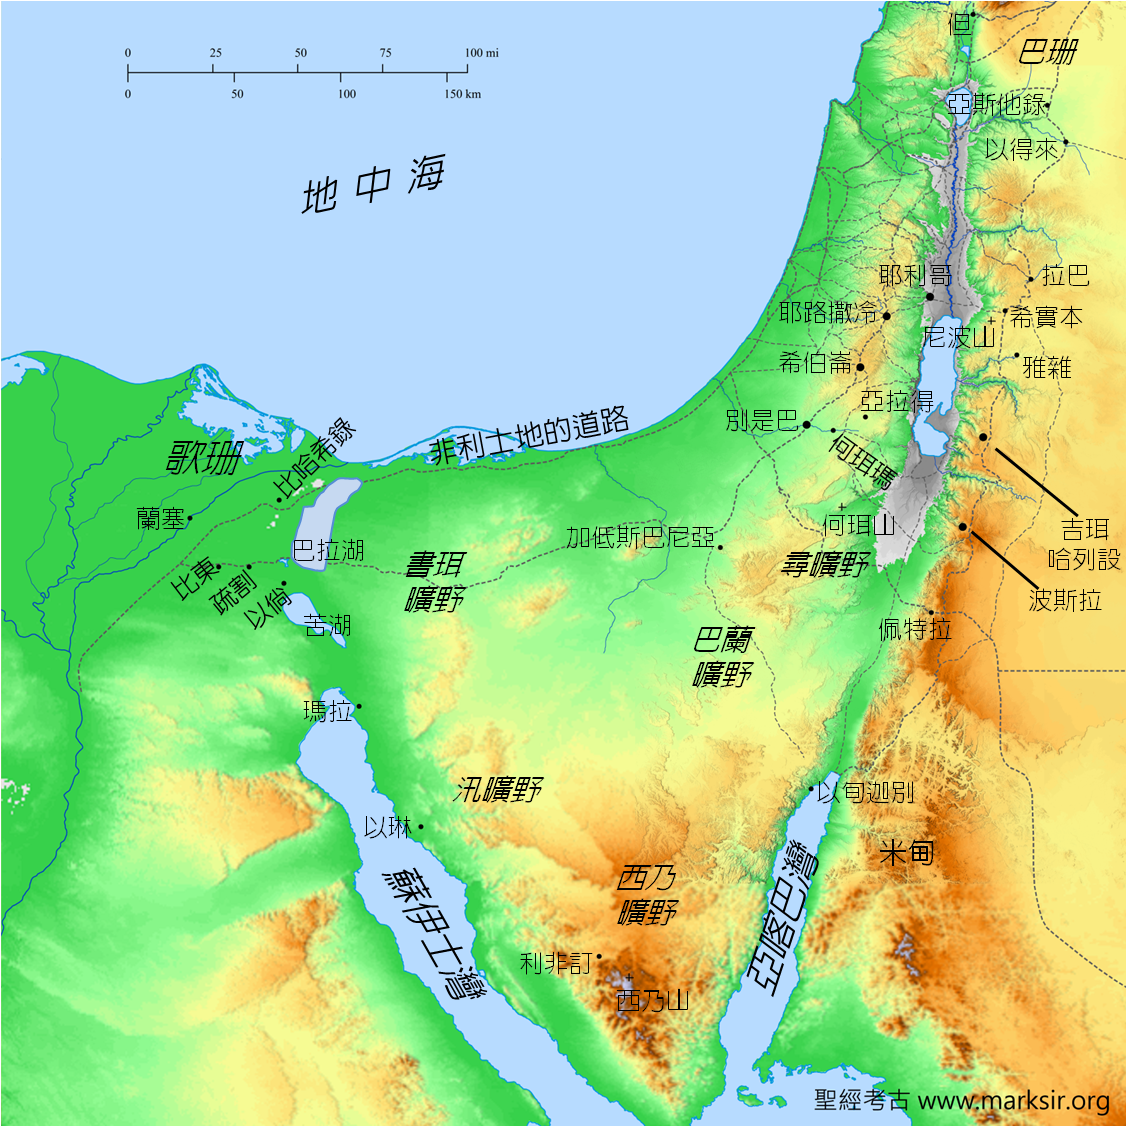 但
巴珊
0 25 50 75 100 mi
0 50 100 150 km
亞斯他錄
以得來
地中海
耶利哥
拉巴
耶路撒冷
希實本
尼波山
希伯崙
雅雜
亞拉得
別是巴
非利士地的道路
何珥瑪
歌珊
比哈希錄
蘭塞
何珥山
吉珥
哈列設
加低斯巴尼亞
巴拉湖
書珥
曠野
尋曠野
比東
疏割
以倘
波斯拉
苦湖
佩特拉
巴蘭
曠野
瑪拉
汛曠野
以旬迦別
以琳
米甸
西乃
曠野
蘇伊士灣
亞喀巴灣
利非訂
西乃山
聖經考古 www.marksir.org